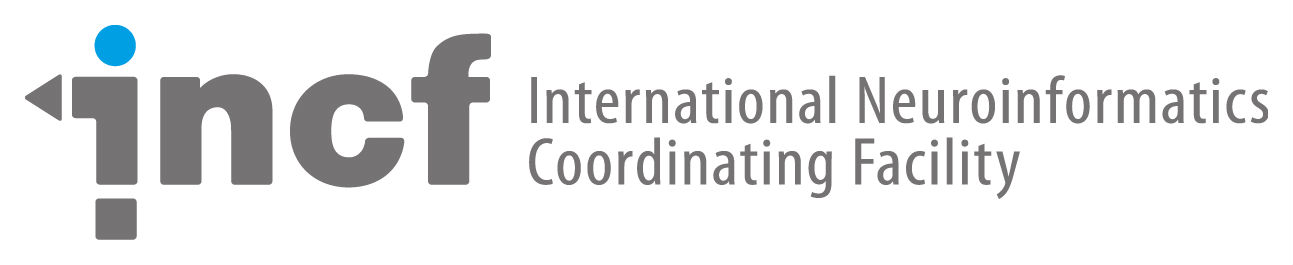 incf
International Neuroinformatics
Coordinating Facility